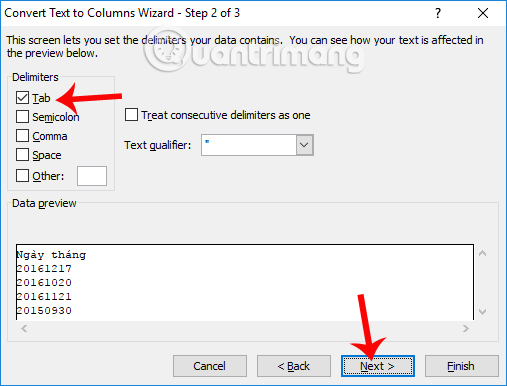 Convert Text to Columns Wizard - Step 2 of 3
This screen lets you set the delimiters your data contains. You can see how your text is affected in
the preview below.
Quantrimang
Delimiters
Tab
Semicolon
Comma
Space
Other:
Treat consecutive delimiters as one
Text qualifier: "
Data preview
Ngày tháng
20161217
20161020
20161121
20150930
Cancel
< Back
Next >
Finish